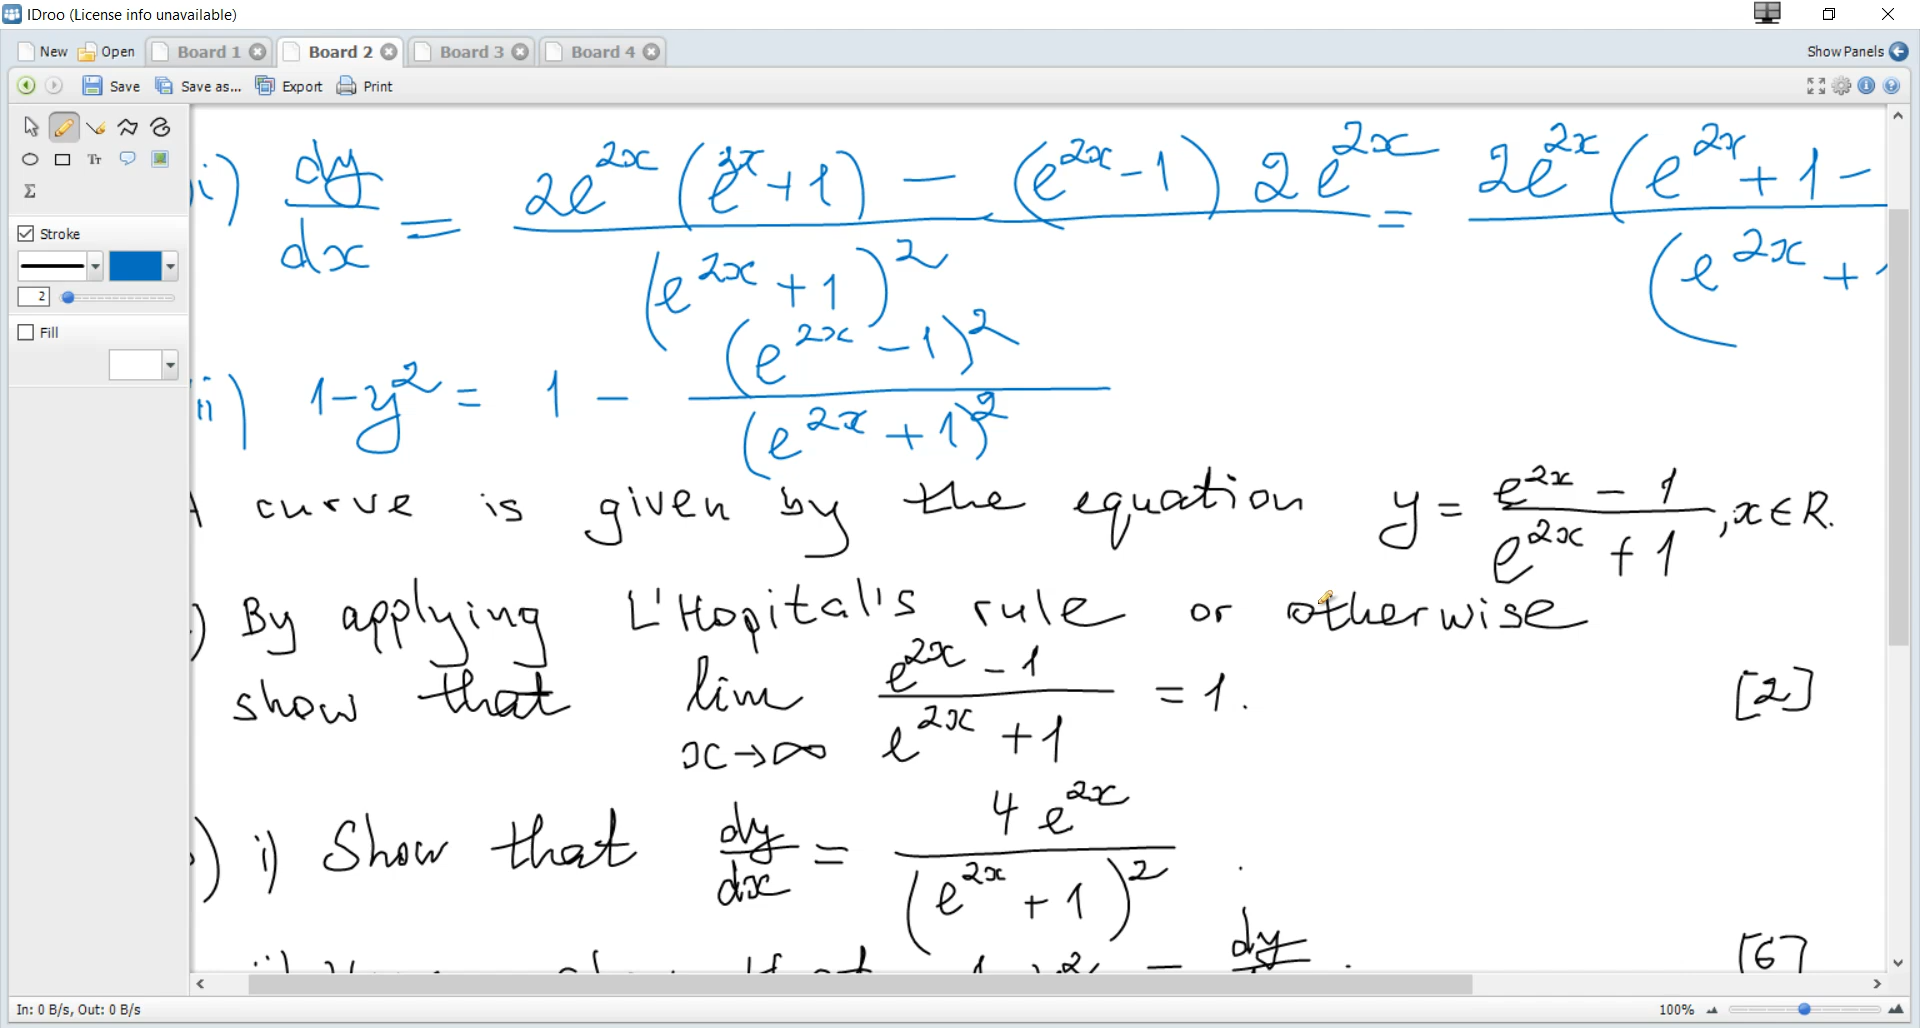 IDroo (License info unavailable)
New Open Board 1 Board 2 Board 3 Board 4 Show Panels
Save Save as... Export Print
Tr
Σ
Stroke
2
Fill
i) dy/dx = (2e^{2x}(e^{2x}+1) - (e^{2x}-1) 2e^{2x})/(e^{2x}+1)^2 = 2e^{2x}(e^{2x}+1- / (e^{2x}+
ii) 1-y^2 = 1 - (e^{2x}-1)^2/(e^{2x}+1)^2
A curve is given by the equation y = (e^{2x}-1)/(e^{2x}+1), x∈R.
) By applying L'Hopital's rule or otherwise
show that lim x→∞ (e^{2x}-1)/(e^{2x}+1) = 1. [2]
) i) Show that dy/dx = 4e^{2x}/(e^{2x}+1)^2 .
dy [6]
In: 0 B/s, Out: 0 B/s 100%